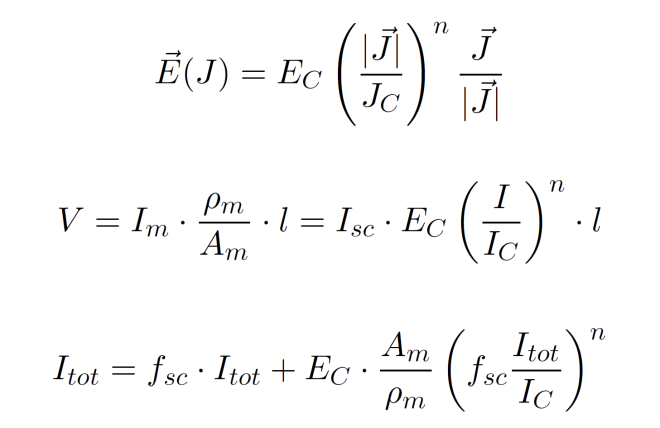 \vec{E}(J) = E_C \left( \frac{|\vec{J}|}{J_C} \right)^n \frac{\vec{J}}{|\vec{J}|}
V = I_m \cdot \frac{\rho_m}{A_m} \cdot l = I_{sc} \cdot E_C \left( \frac{I}{I_C} \right)^n \cdot l
I_{tot} = f_{sc} \cdot I_{tot} + E_C \cdot \frac{A_m}{\rho_m} \left( f_{sc} \frac{I_{tot}}{I_C} \right)^n